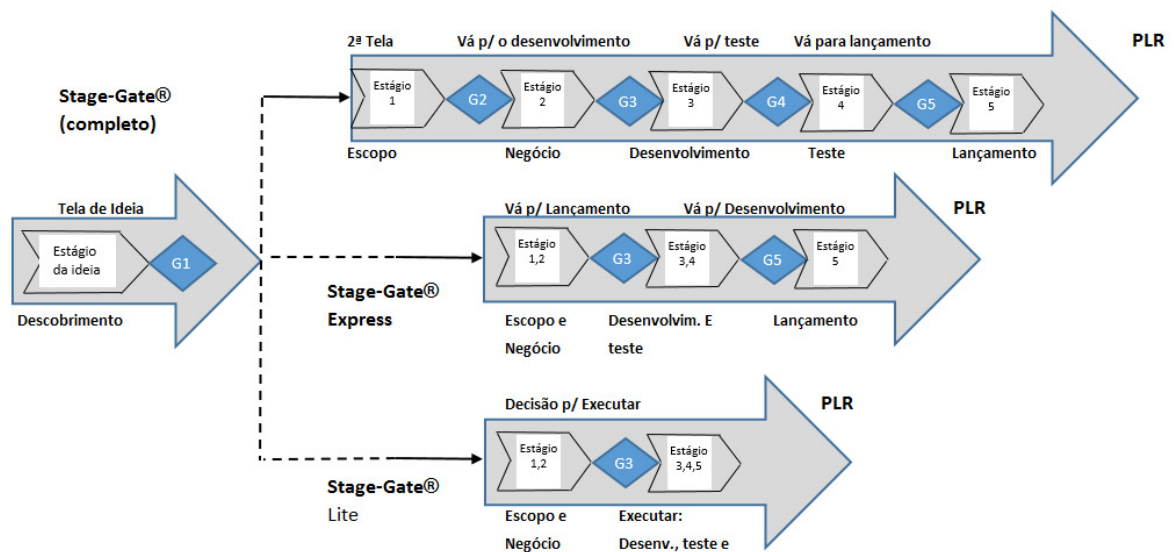 2ª Tela
Vá p/ o desenvolvimento
Vá p/ teste
Vá para lançamento
PLR
Stage-Gate®
(completo)
Estágio
1
G2
Estágio
2
G3
Estágio
3
G4
Estágio
4
G5
Estágio
5
Escopo
Negócio
Desenvolvimento
Teste
Lançamento
Tela de Ideia
Estágio
da ideia
G1
Descobrimento
Vá p/ Lançamento
Vá p/ Desenvolvimento
PLR
Stage-Gate®
Express
Estágio
1,2
G3
Estágio
3,4
G5
Estágio
5
Escopo e
Negócio
Desenvolvim. E
teste
Lançamento
Decisão p/ Executar
PLR
Stage-Gate®
Lite
Estágio
1,2
G3
Estágio
3,4,5
Escopo e
Negócio
Executar:
Desenv., teste e